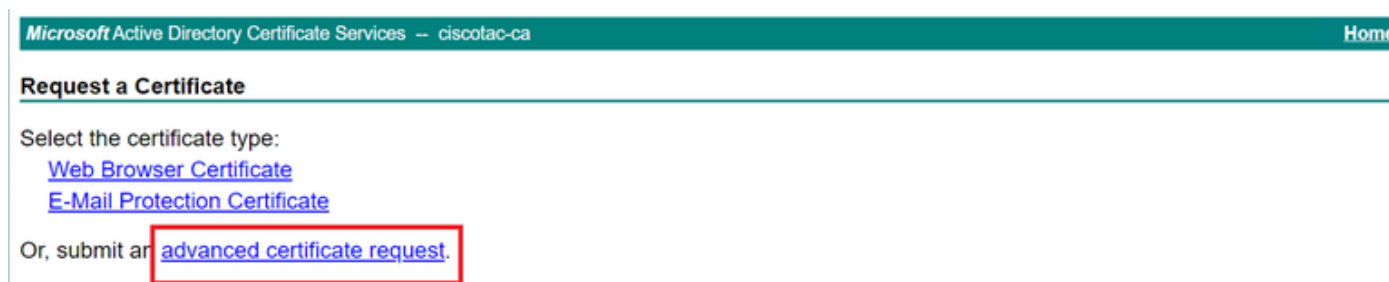 Microsoft Active Directory Certificate Services -- ciscotac-ca Home
Request a Certificate
Select the certificate type:
Web Browser Certificate
E-Mail Protection Certificate
Or, submit an advanced certificate request.